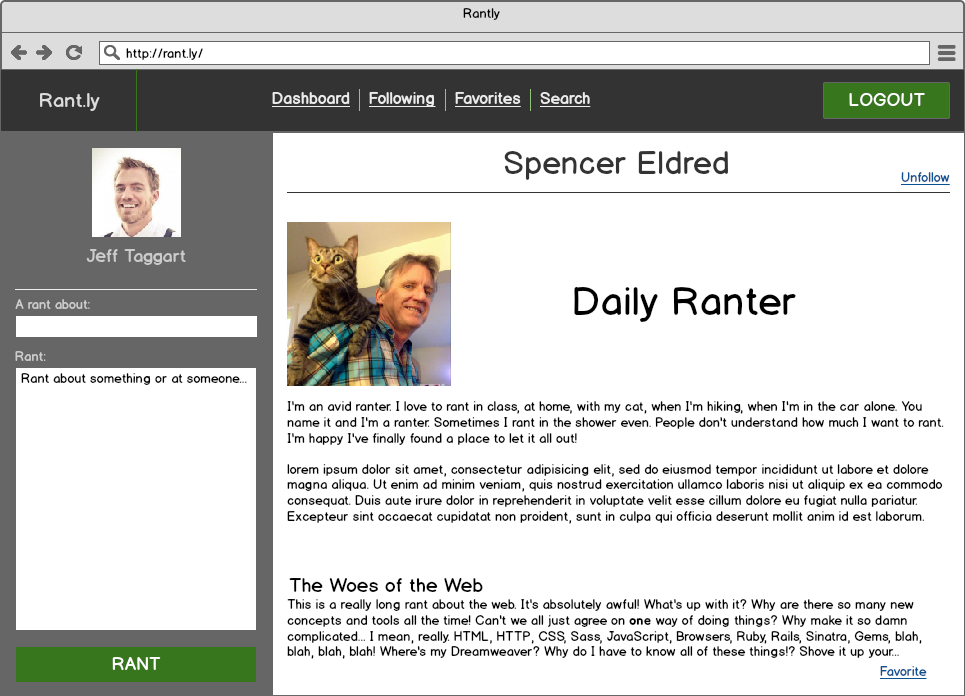 Rantly
http://rant.ly/
Rant.ly
Dashboard
Following
Favorites
Search
LOGOUT
Jeff Taggart
A rant about:
Rant:
Rant about something or at someone...
RANT
Spencer Eldred
Unfollow
Daily Ranter
I'm an avid ranter. I love to rant in class, at home, with my cat, when I'm hiking, when I'm in the car alone. You
name it and I'm a ranter. Sometimes I rant in the shower even. People don't understand how much I want to rant.
I'm happy I've finally found a place to let it all out!
lorem ipsum dolor sit amet, consectetur adipisicing elit, sed do eiusmod tempor incididunt ut labore et dolore
magna aliqua. Ut enim ad minim veniam, quis nostrud exercitation ullamco laboris nisi ut aliquip ex ea commodo
consequat. Duis aute irure dolor in reprehenderit in voluptate velit esse cillum dolore eu fugiat nulla pariatur.
Excepteur sint occaecat cupidatat non proident, sunt in culpa qui officia deserunt mollit anim id est laborum.
The Woes of the Web
This is a really long rant about the web. It's absolutely awful! What's up with it? Why are there so many new
concepts and tools all the time! Can't we all just agree on one way of doing things? Why make it so damn
complicated... I mean, really. HTML, HTTP, CSS, Sass, JavaScript, Browsers, Ruby, Rails, Sinatra, Gems, blah,
blah, blah, blah! Where's my Dreamweaver? Why do I have to know all of these things!? Shove it up your...
Favorite